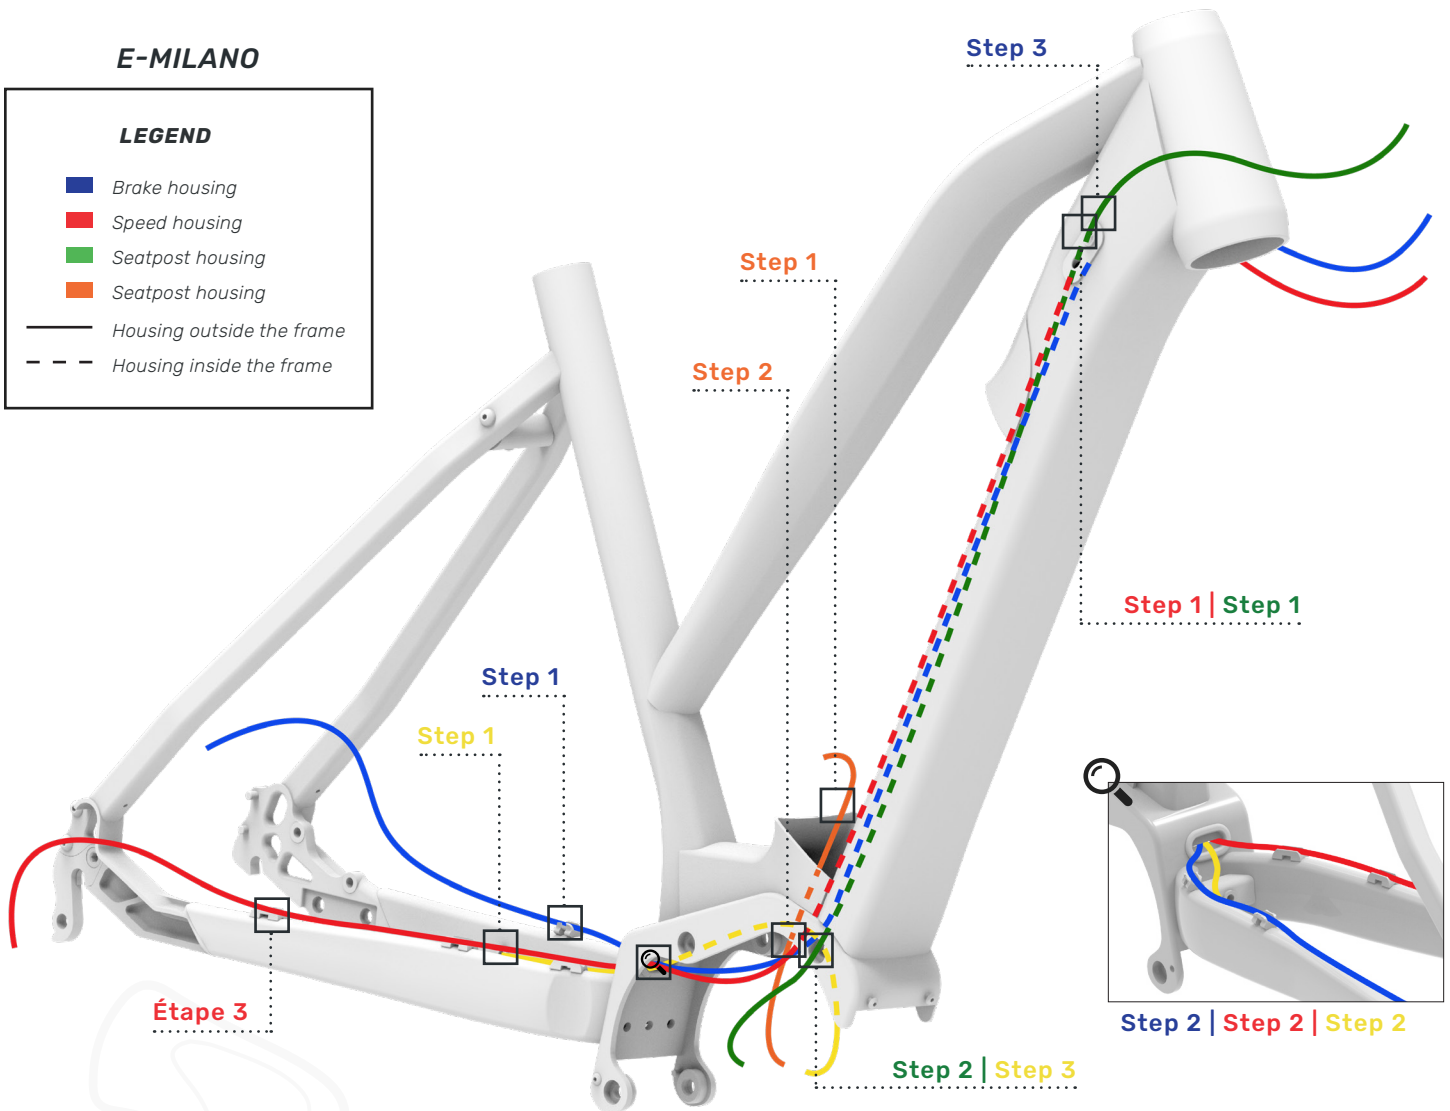 E-MILANO
LEGEND
Brake housing
Speed housing
Seatpost housing
Seatpost housing
Housing outside the frame
Housing inside the frame
Step 3
Step 1
Step 2
Step 1 | Step 1
Step 1
Step 1
Étape 3
Step 2 | Step 2 | Step 2
Step 2 | Step 3